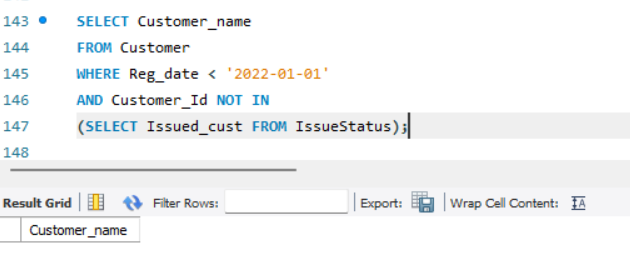 143 SELECT Customer_name
144 FROM Customer
145 WHERE Reg_date < '2022-01-01'
146 AND Customer_Id NOT IN
147 (SELECT Issued_cust FROM IssueStatus);
148
Result Grid Filter Rows: Export: Wrap Cell Content:
Customer_name